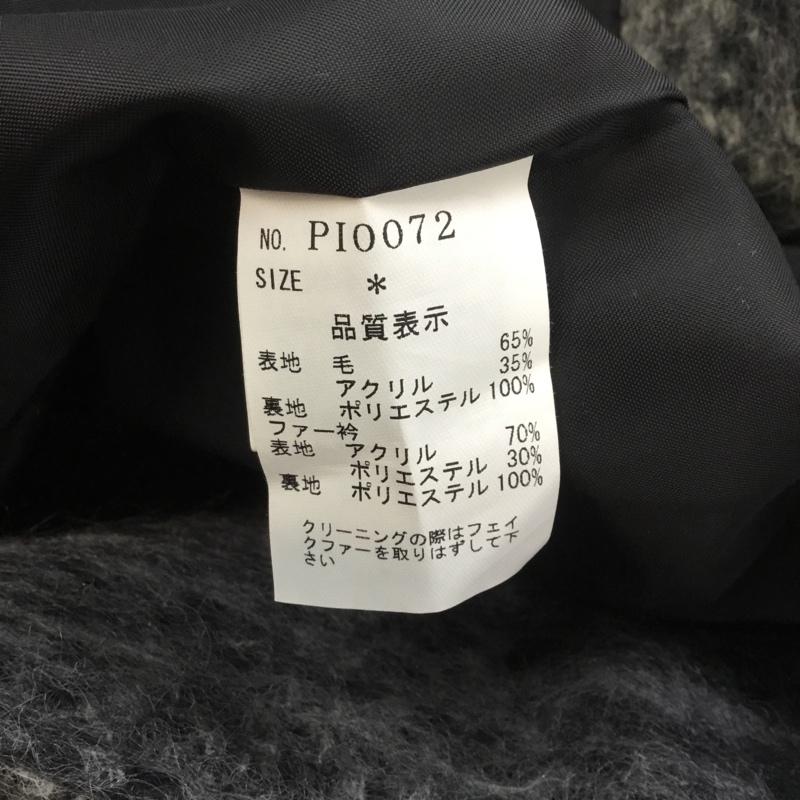 NO. PI0072
SIZE *
品質表示
表地 毛 65%
アクリル 35%
裏地 ポリエステル 100%
ファー衿
表地 アクリル 70%
ポリエステル 30%
裏地 ポリエステル 100%
クリーニングの際はフェイ
クファーを取りはずして下
さい